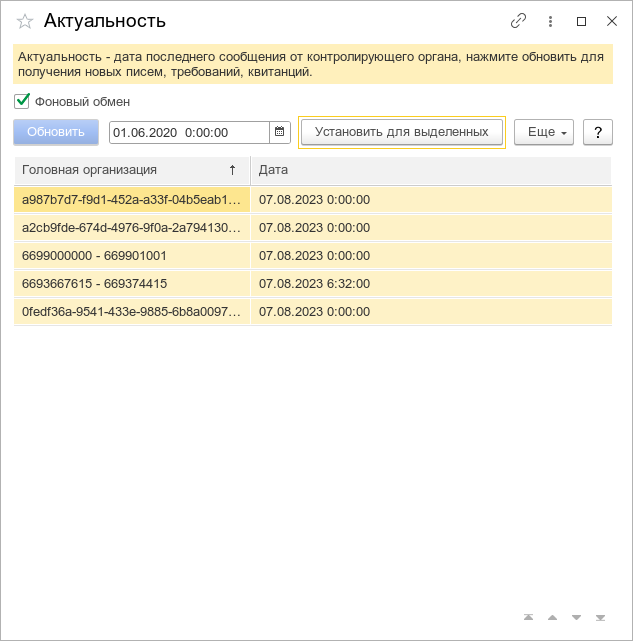 Актуальность
Актуальность - дата последнего сообщения от контролирующего органа, нажмите обновить для
получения новых писем, требований, квитанций.
Фоновый обмен
Обновить 01.06.2020 0:00:00 Установить для выделенных Еще ?
Головная организация ↑ Дата
a987b7d7-f9d1-452a-a33f-04b5eab1... 07.08.2023 0:00:00
a2cb9fde-674d-4976-9f0a-2a794130... 07.08.2023 0:00:00
6699000000 - 669901001 07.08.2023 0:00:00
6693667615 - 669374415 07.08.2023 6:32:00
0fedf36a-9541-433e-9885-6b8a0097... 07.08.2023 0:00:00